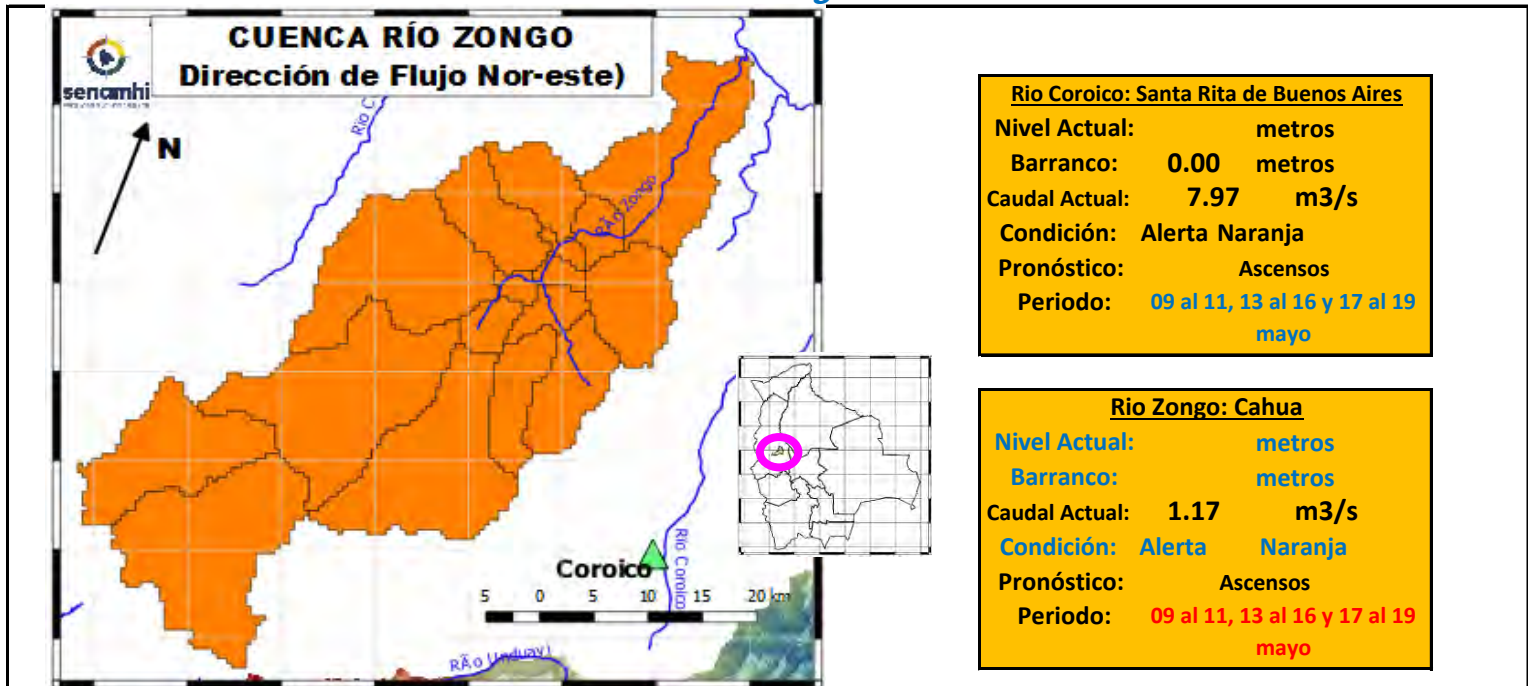 CUENCA RÍO ZONGO
Dirección de Flujo Nor-este)
senamhi
N
Río C
RÃo Zongo
Coroico
Río Coroico
5 0 5 10 15 20 km
RÃo Unduavi
Rio Coroico: Santa Rita de Buenos Aires
Nivel Actual: metros
Barranco: 0.00 metros
Caudal Actual: 7.97 m3/s
Condición: Alerta Naranja
Pronóstico: Ascensos
Periodo: 09 al 11, 13 al 16 y 17 al 19
mayo
Rio Zongo: Cahua
Nivel Actual: metros
Barranco: metros
Caudal Actual: 1.17 m3/s
Condición: Alerta Naranja
Pronóstico: Ascensos
Periodo: 09 al 11, 13 al 16 y 17 al 19
mayo